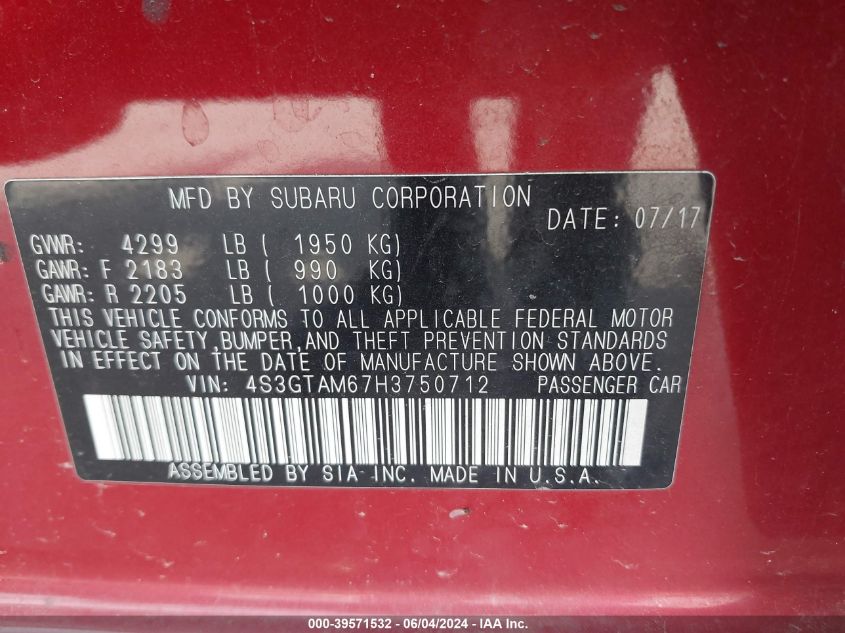 MFD BY SUBARU CORPORATION
DATE: 07/17
GVWR: 4299 LB ( 1950 KG)
GAWR: F 2183 LB ( 990 KG)
GAWR: R 2205 LB ( 1000 KG)
THIS VEHICLE CONFORMS TO ALL APPLICABLE FEDERAL MOTOR
VEHICLE SAFETY,BUMPER,AND THEFT PREVENTION STANDARDS
IN EFFECT ON THE DATE OF MANUFACTURE SHOWN ABOVE.
VIN: 4S3GTAM67H3750712 PASSENGER CAR
ASSEMBLED BY SIA INC. MADE IN U.S.A.
000-39571532 - 06/04/2024 - IAA Inc.